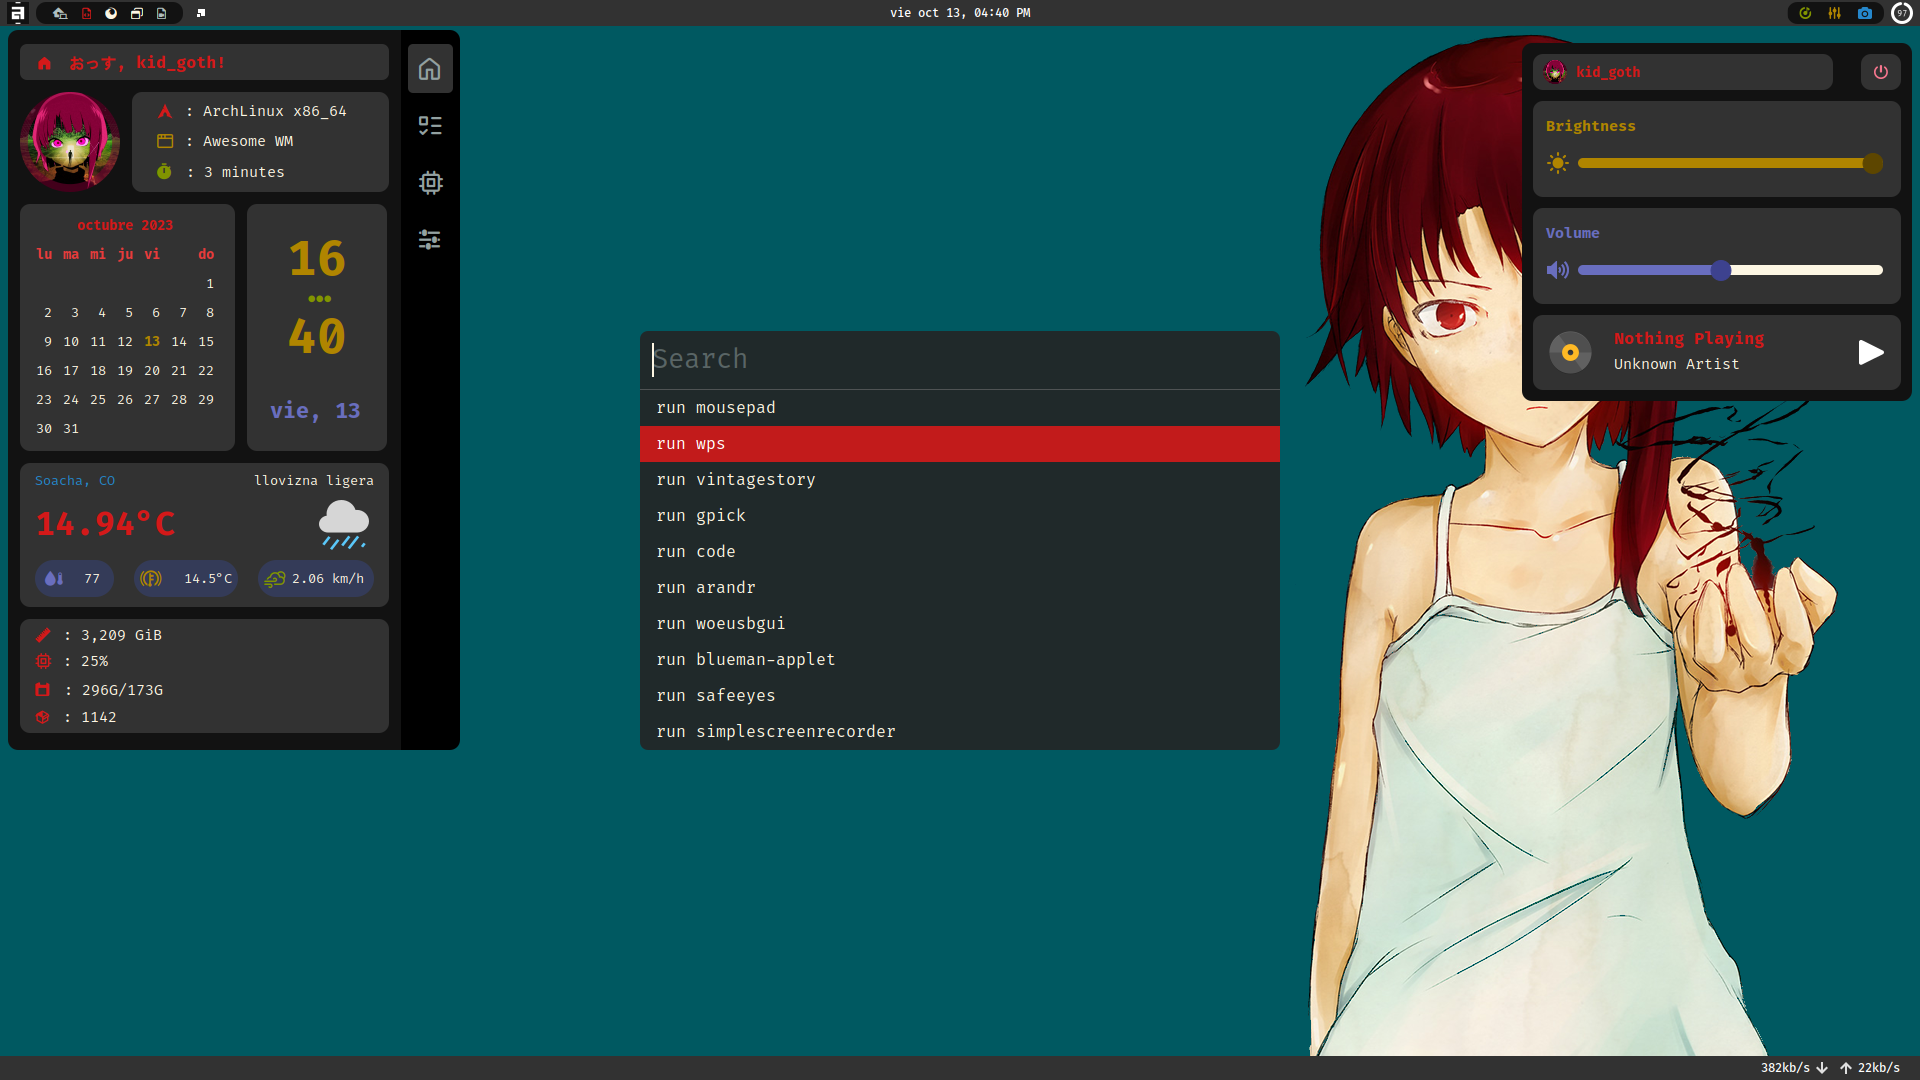 vie oct 13, 04:40 PM
97
おっす, kid_goth!
: ArchLinux x86_64
: Awesome WM
: 3 minutes
octubre 2023
lu ma mi ju vi do
1
2 3 4 5 6 7 8
9 10 11 12 13 14 15
16 17 18 19 20 21 22
23 24 25 26 27 28 29
30 31
16
40
vie, 13
Soacha, CO
llovizna ligera
14.94°C
77
14.5°C
2.06 km/h
: 3,209 GiB
: 25%
: 296G/173G
: 1142
Search
run mousepad
run wps
run vintagestory
run gpick
run code
run arandr
run woeusbgui
run blueman-applet
run safeeyes
run simplescreenrecorder
kid_goth
Brightness
Volume
Nothing Playing
Unknown Artist
382kb/s
22kb/s